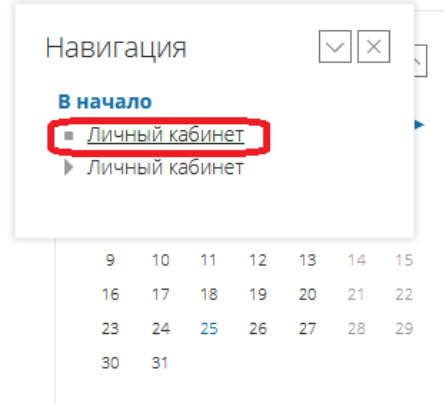 Навигация
В начало
Личный кабинет
Личный кабинет
9 10 11 12 13 14 15
16 17 18 19 20 21 22
23 24 25 26 27 28 29
30 31